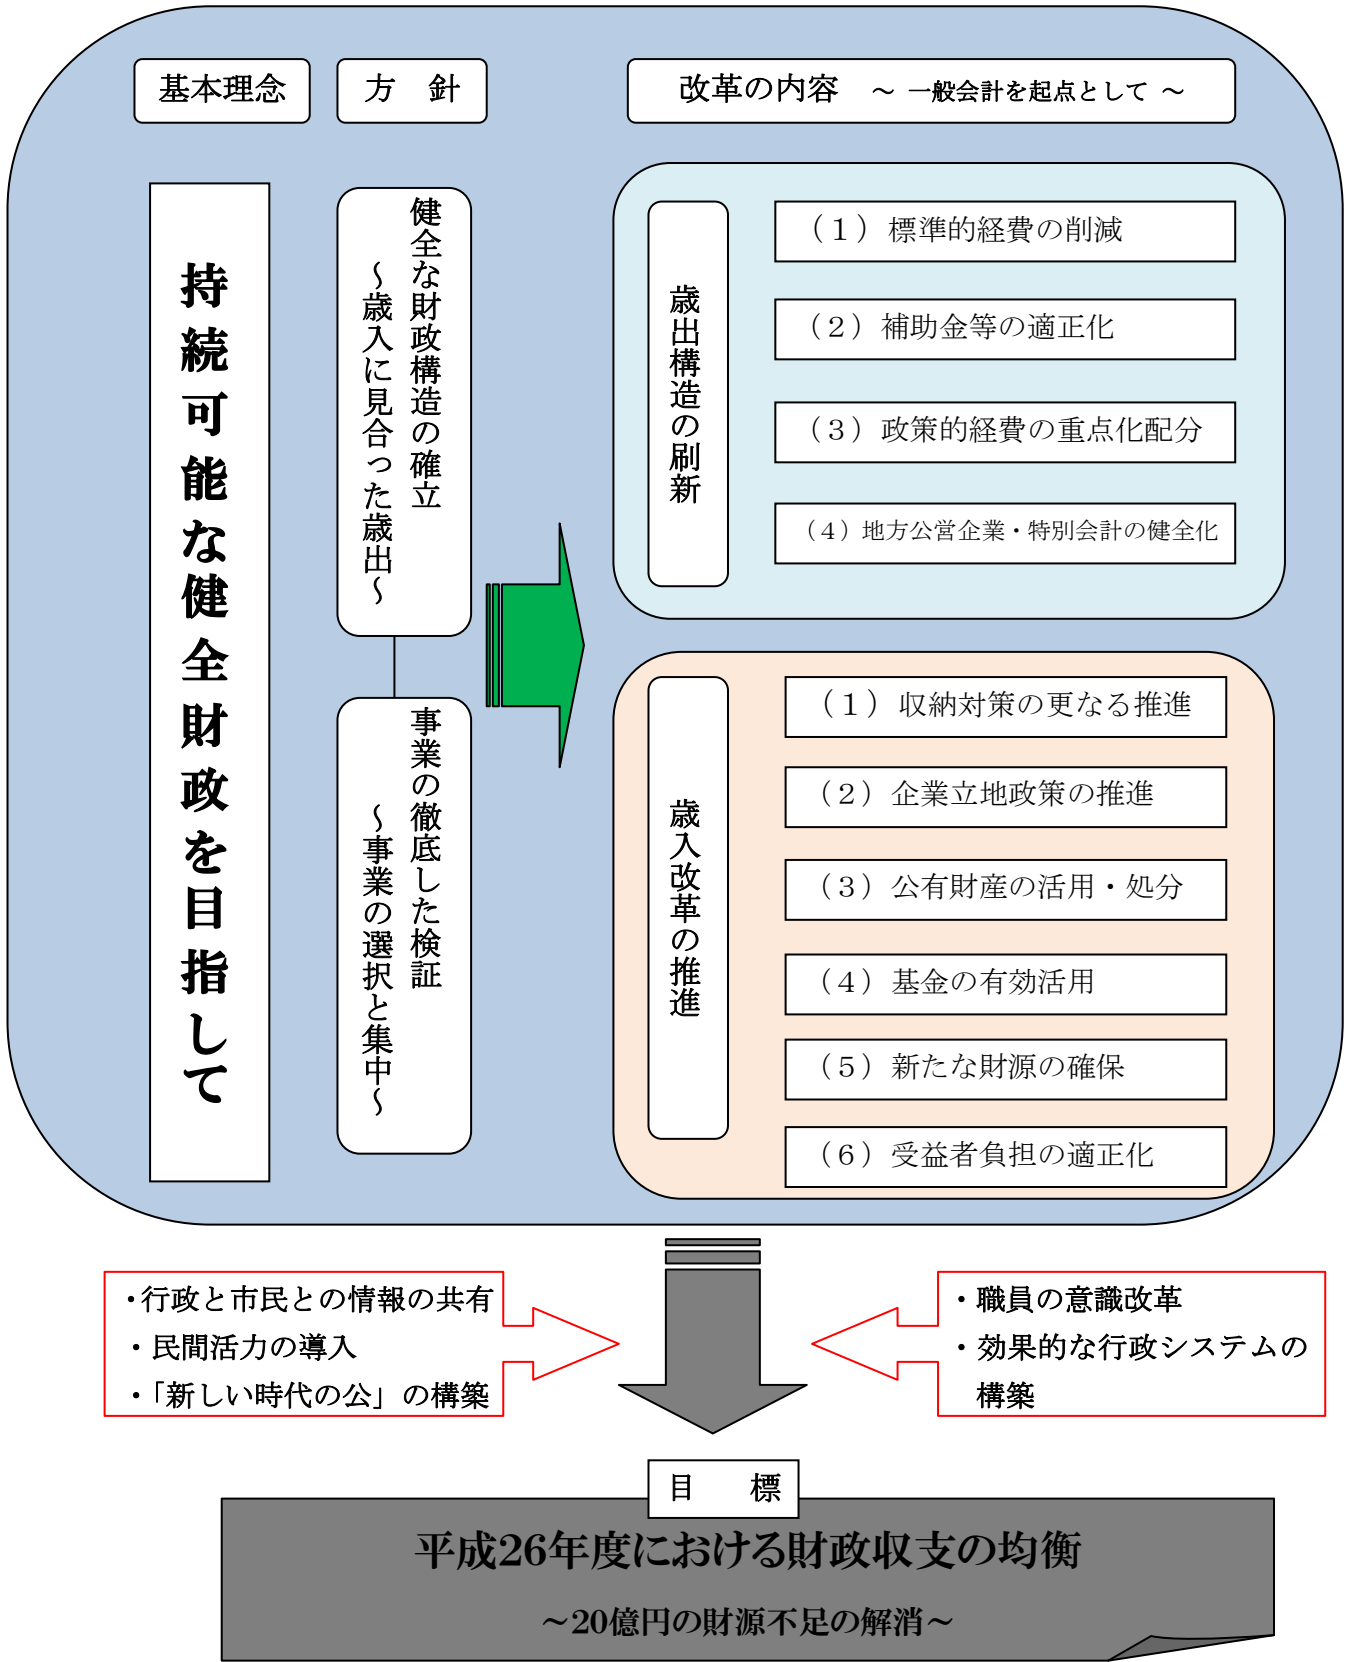 基本理念
方　針
改革の内容　～ 一般会計を起点として ～
持続可能な健全財政を目指して
健全な財政構造の確立
～歳入に見合った歳出～
事業の徹底した検証
～事業の選択と集中～
歳出構造の刷新
（１）標準的経費の削減
（２）補助金等の適正化
（３）政策的経費の重点化配分
（４）地方公営企業・特別会計の健全化
歳入改革の推進
（１）収納対策の更なる推進
（２）企業立地政策の推進
（３）公有財産の活用・処分
（４）基金の有効活用
（５）新たな財源の確保
（６）受益者負担の適正化
・行政と市民との情報の共有
・民間活力の導入
・「新しい時代の公」の構築
・職員の意識改革
・効果的な行政システムの
構築
目　標
平成26年度における財政収支の均衡
～20億円の財源不足の解消～